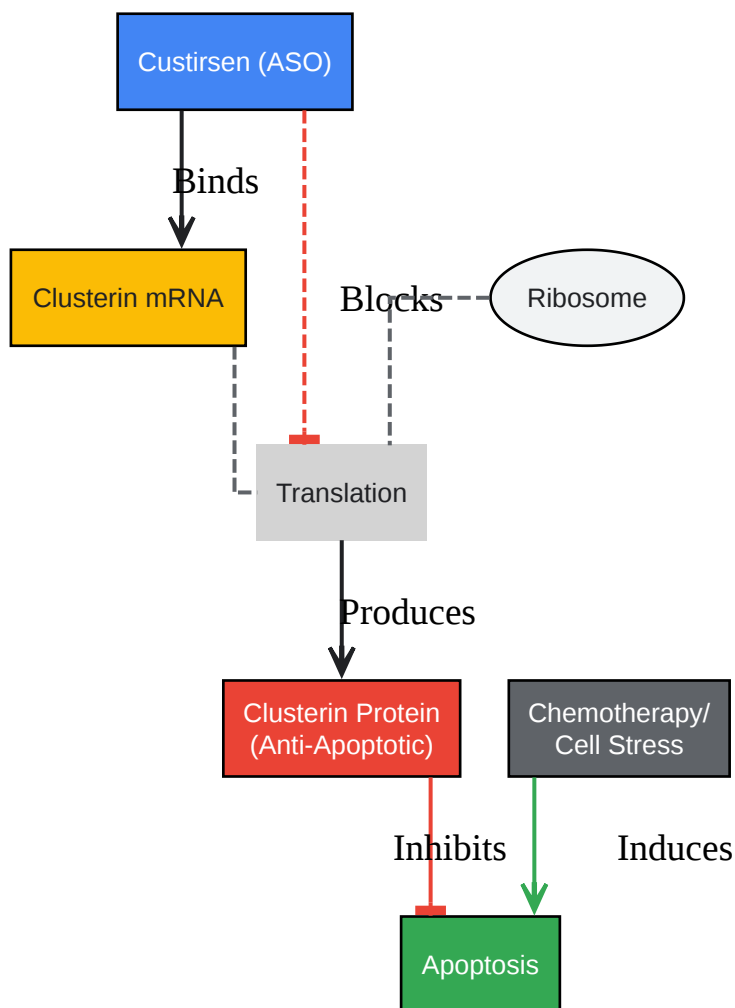 Custirsen (ASO)
Binds
Clusterin mRNA
Blocks
Ribosome
Translation
Produces
Clusterin Protein
(Anti-Apoptotic)
Chemotherapy/
Cell Stress
Inhibits
Induces
Apoptosis